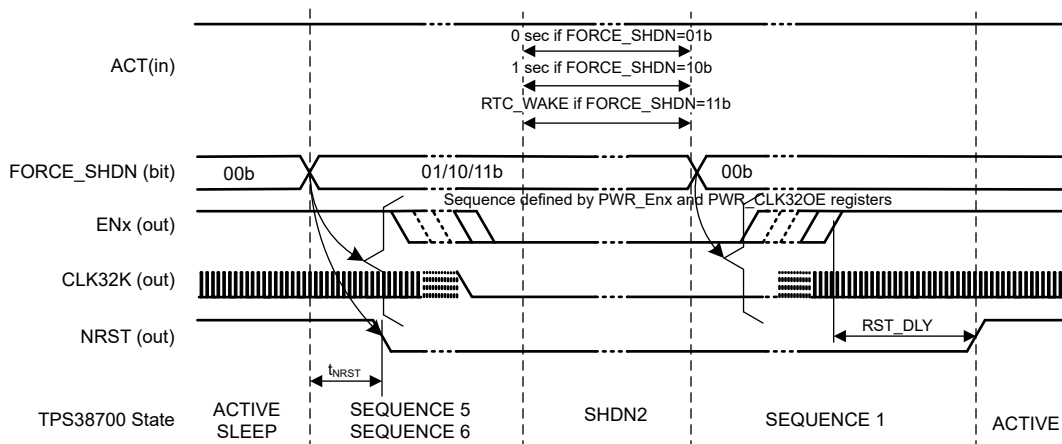 ACT(in)
0 sec if FORCE_SHDN=01b
1 sec if FORCE_SHDN=10b
RTC_WAKE if FORCE_SHDN=11b
FORCE_SHDN (bit)
00b
01/10/11b
00b
Sequence defined by PWR_Enx and PWR_CLK32OE registers
ENx (out)
CLK32K (out)
NRST (out)
RST_DLY
tNRST
TPS38700 State
ACTIVE
SLEEP
SEQUENCE 5
SEQUENCE 6
SHDN2
SEQUENCE 1
ACTIVE